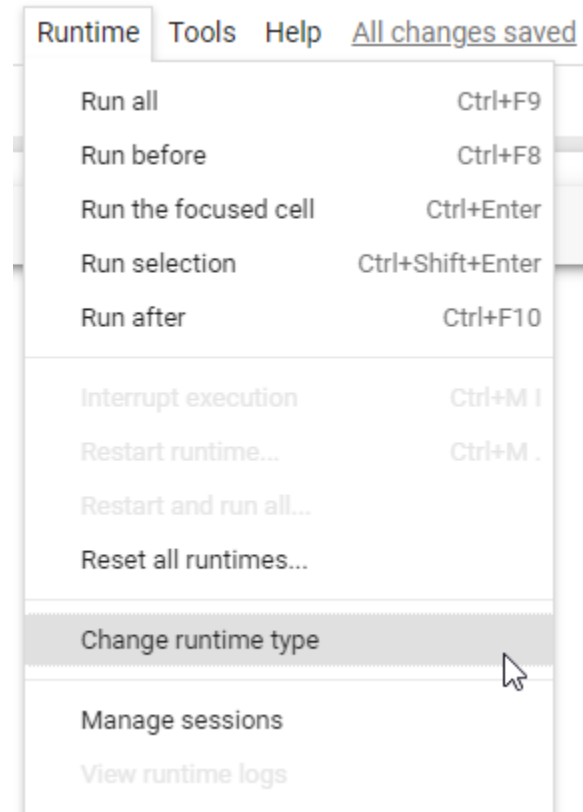 Runtime Tools Help All changes saved
Run all Ctrl+F9
Run before Ctrl+F8
Run the focused cell Ctrl+Enter
Run selection Ctrl+Shift+Enter
Run after Ctrl+F10
Interrupt execution Ctrl+M I
Restart runtime... Ctrl+M .
Restart and run all...
Reset all runtimes...
Change runtime type
Manage sessions
View runtime logs